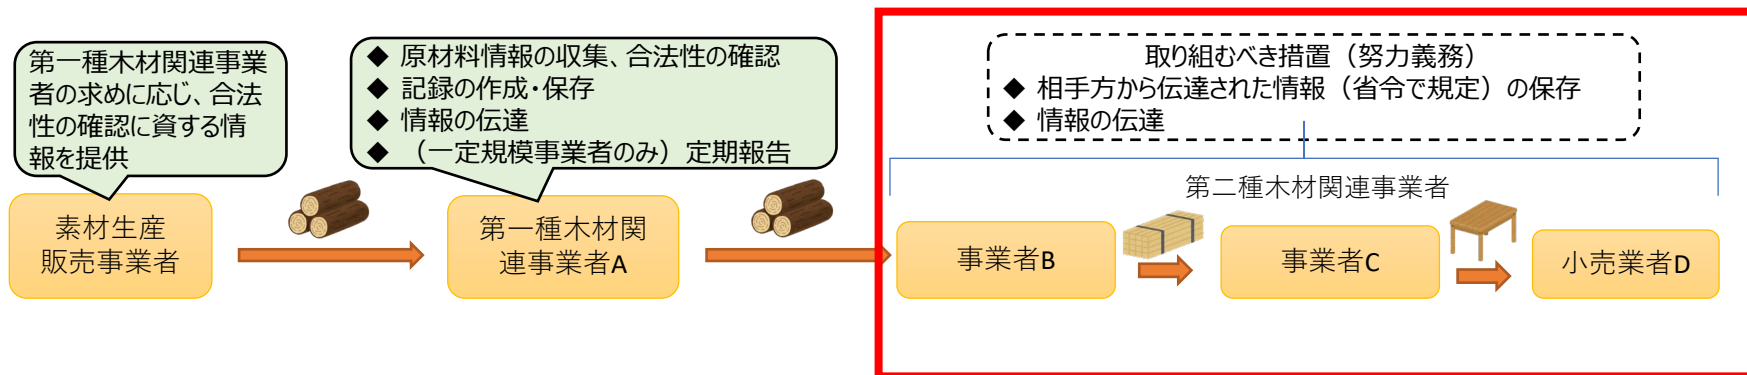 第一種木材関連事業
者の求めに応じ、合法
性の確認に資する情
報を提供
素材生産
販売事業者
◆ 原材料情報の収集、合法性の確認
◆ 記録の作成・保存
◆ 情報の伝達
◆ （一定規模事業者のみ）定期報告
第一種木材関
連事業者A
取り組むべき措置（努力義務）
◆ 相手方から伝達された情報（省令で規定）の保存
◆ 情報の伝達
第二種木材関連事業者
事業者B
事業者C
小売業者D